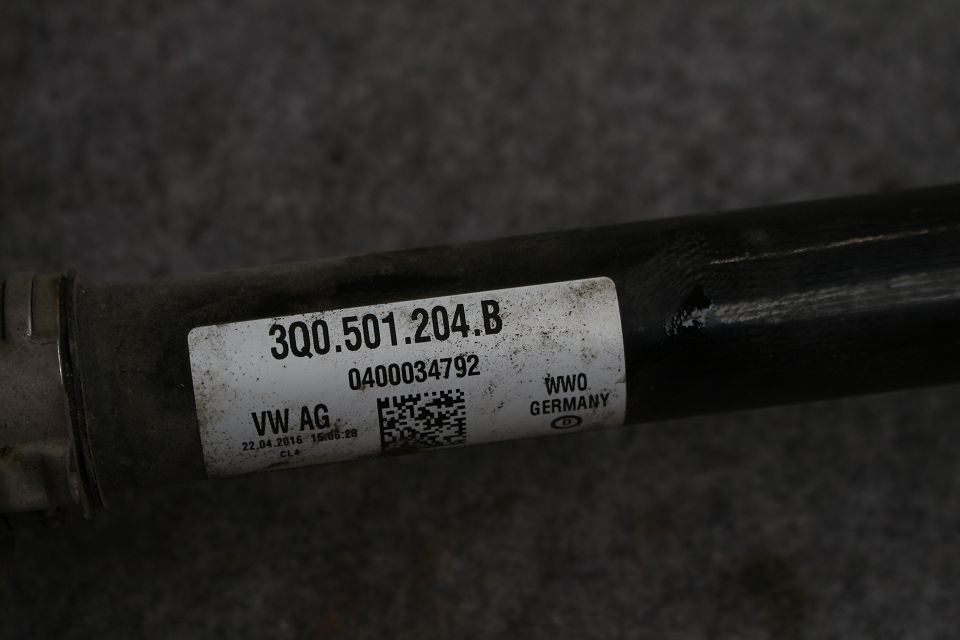 3Q0.501.204.B
0400034792
VW AG
22.04.2016 15:06:28
CL4
WWO
GERMANY
D